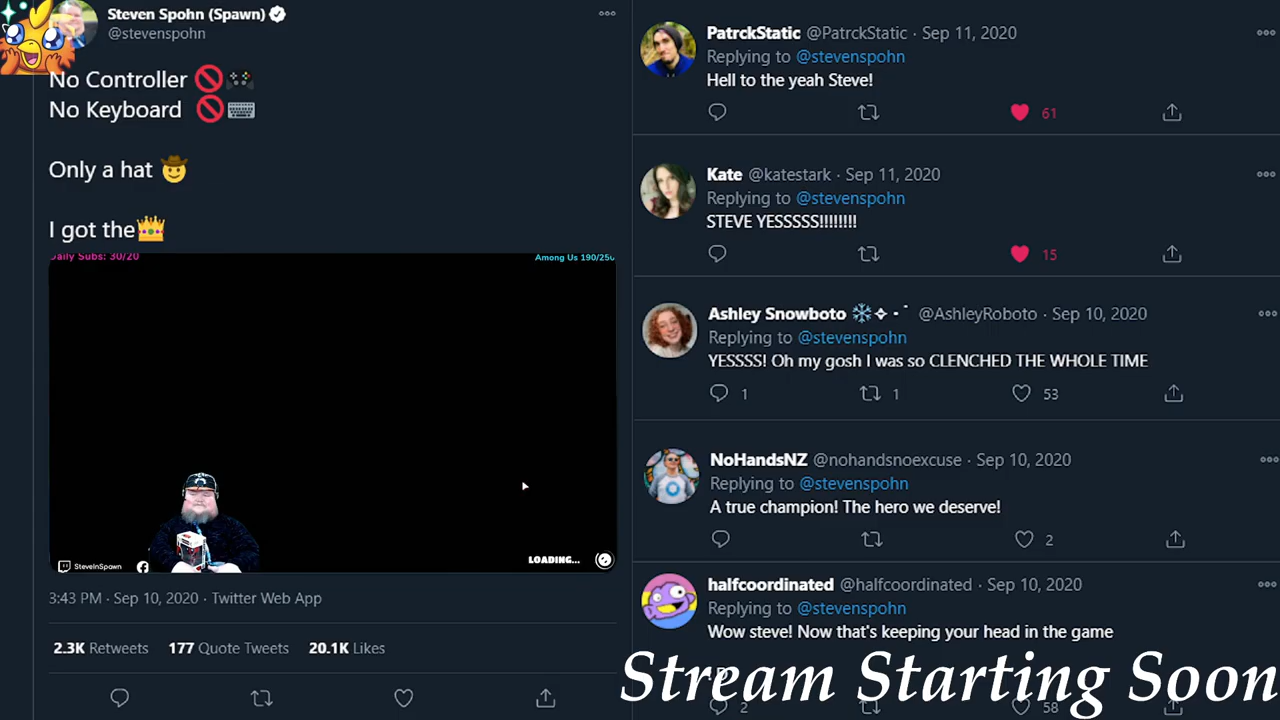 Steven Spohn (Spawn)
@stevenspohn
No Controller
No Keyboard
Only a hat
I got the
Daily Subs: 30/20
Among Us 190/250
SteveInSpawn
LOADING...
3:43 PM · Sep 10, 2020 · Twitter Web App
2.3K Retweets 177 Quote Tweets 20.1K Likes
PatrckStatic @PatrckStatic · Sep 11, 2020
Replying to @stevenspohn
Hell to the yeah Steve!
61
Kate @katestark · Sep 11, 2020
Replying to @stevenspohn
STEVE YESSSSS!!!!!!!!
15
Ashley Snowboto @AshleyRoboto · Sep 10, 2020
Replying to @stevenspohn
YESSSS! Oh my gosh I was so CLENCHED THE WHOLE TIME
1 1 53
NoHandsNZ @nohandsnoexcuse · Sep 10, 2020
Replying to @stevenspohn
A true champion! The hero we deserve!
2
halfcoordinated @halfcoordinated · Sep 10, 2020
Replying to @stevenspohn
Wow steve! Now that's keeping your head in the game
Stream Starting Soon
2 58